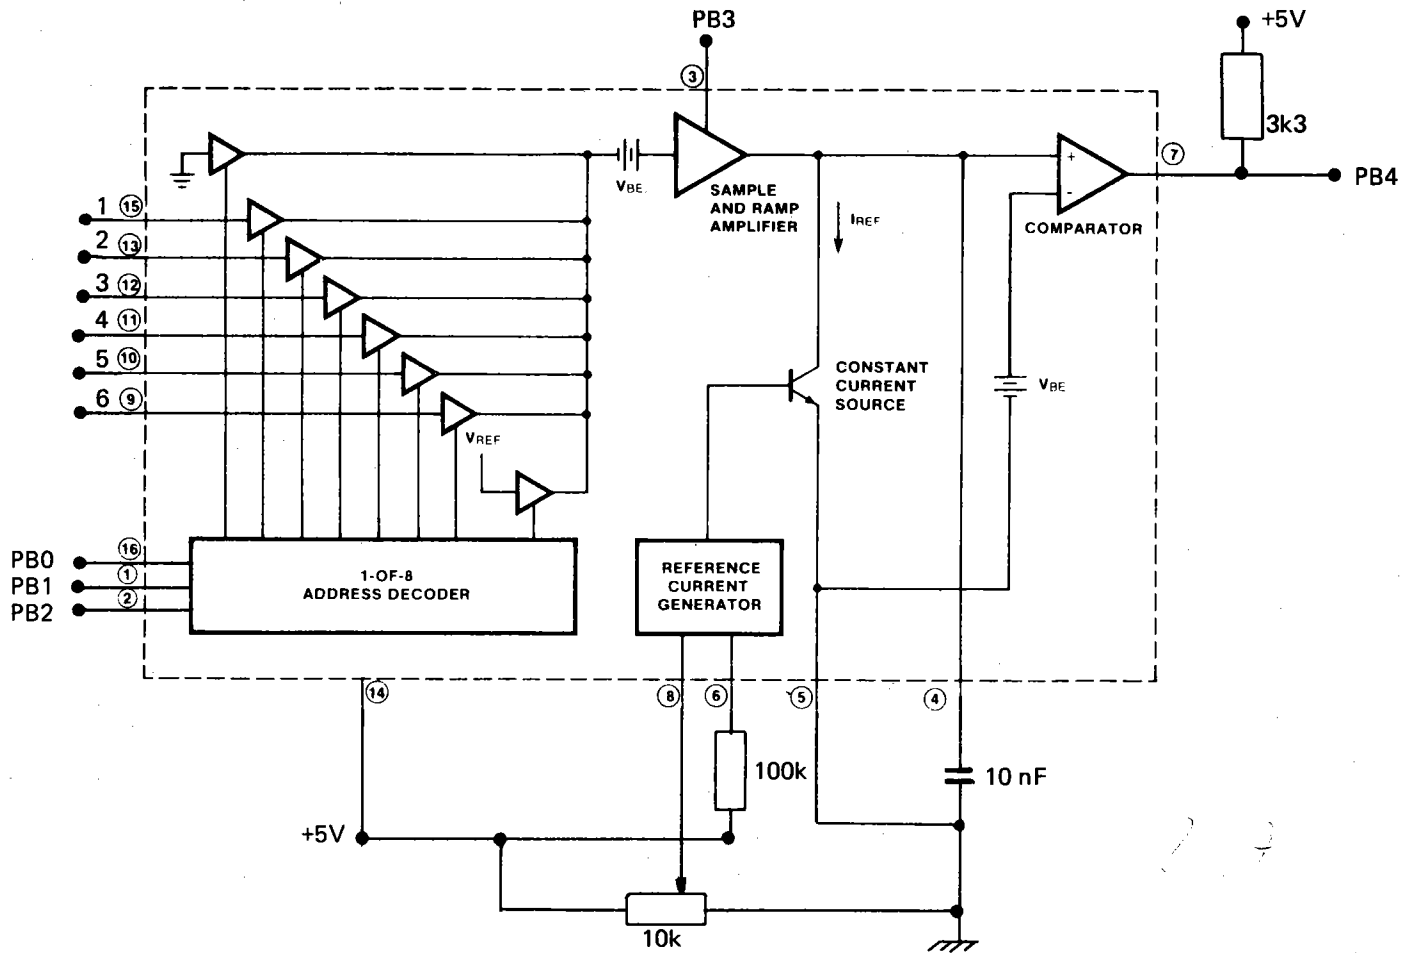 PB3
+5V
3
3k3
7
PB4
VBE
SAMPLE
AND RAMP
AMPLIFIER
IREF
+
-
COMPARATOR
1 15
2 13
3 12
4 11
5 10
6 9
VREF
CONSTANT
CURRENT
SOURCE
VBE
PB0 16
PB1 1
PB2 2
1-OF-8
ADDRESS DECODER
REFERENCE
CURRENT
GENERATOR
14
8
6
5
4
100k
10 nF
+5V
10k